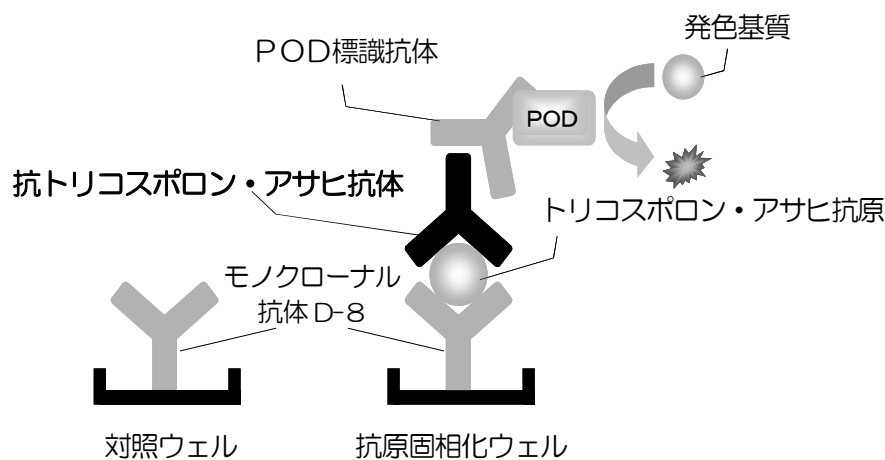 発色基質
POD標識抗体
POD
抗トリコスポロン・アサヒ抗体
トリコスポロン・アサヒ抗原
モノクローナル
抗体D-8
対照ウェル
抗原固相化ウェル